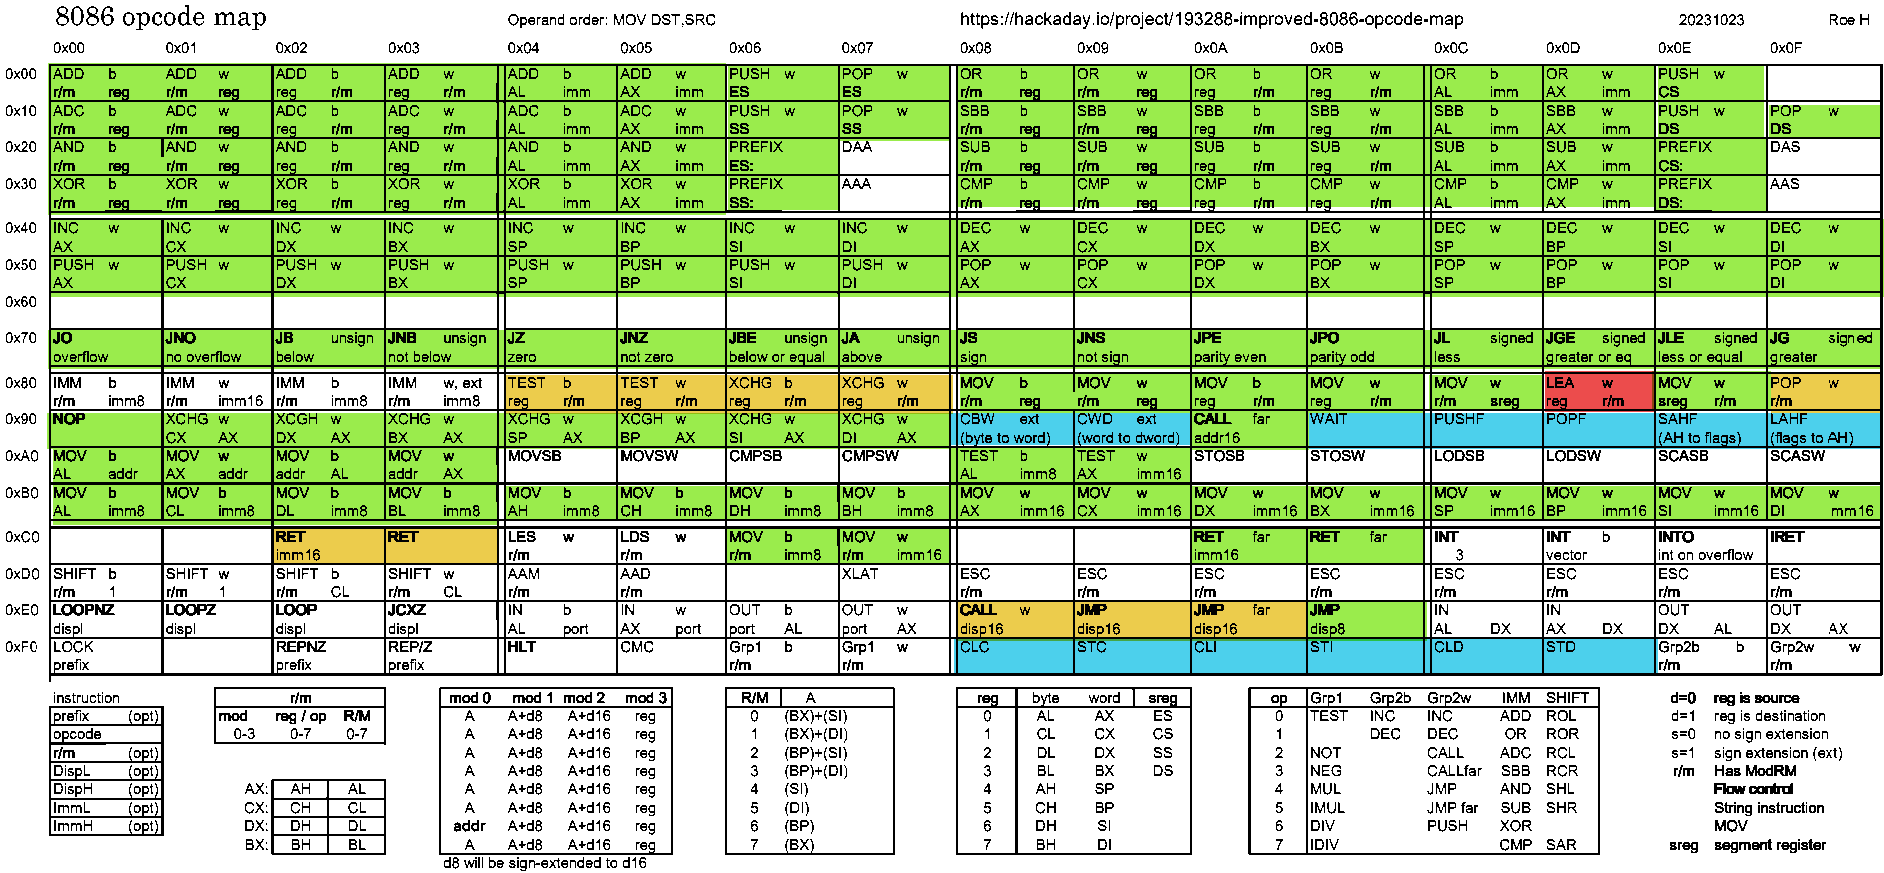 8086 opcode map Operand order: MOV DST,SRC https://hackaday.io/project/193288-improved-8086-opcode-map 20231023 Roe H
0x00 0x01 0x02 0x03 0x04 0x05 0x06 0x07 0x08 0x09 0x0A 0x0B 0x0C 0x0D 0x0E 0x0F
0x00 ADD b ADD w ADD b ADD w ADD b ADD w PUSH w POP w OR b OR w OR b OR w OR b OR w PUSH w
r/m reg r/m reg reg r/m reg r/m AL imm AX imm ES ES r/m reg r/m reg reg r/m reg r/m AL imm AX imm CS
0x10 ADC b ADC w ADC b ADC w ADC b ADC w PUSH w POP w SBB b SBB w SBB b SBB w SBB b SBB w PUSH w POP w
r/m reg r/m reg reg r/m reg r/m AL imm AX imm SS SS r/m reg r/m reg reg r/m reg r/m AL imm AX imm DS DS
0x20 AND b AND w AND b AND w AND b AND w PREFIX DAA SUB b SUB w SUB b SUB w SUB b SUB w PREFIX DAS
r/m reg r/m reg reg r/m reg r/m AL imm AX imm ES: r/m reg r/m reg reg r/m reg r/m AL imm AX imm CS:
0x30 XOR b XOR w XOR b XOR w XOR b XOR w PREFIX AAA CMP b CMP w CMP b CMP w CMP b CMP w PREFIX AAS
r/m reg r/m reg reg r/m reg r/m AL imm AX imm SS: r/m reg r/m reg reg r/m reg r/m AL imm AX imm DS:
0x40 INC w INC w INC w INC w INC w INC w INC w INC w DEC w DEC w DEC w DEC w DEC w DEC w DEC w DEC w
AX CX DX BX SP BP SI DI AX CX DX BX SP BP SI DI
0x50 PUSH w PUSH w PUSH w PUSH w PUSH w PUSH w PUSH w PUSH w POP w POP w POP w POP w POP w POP w POP w POP w
AX CX DX BX SP BP SI DI AX CX DX BX SP BP SI DI
0x60
0x70 JO JNO JB unsign JNB unsign JZ JNZ JBE unsign JA unsign JS JNS JPE JPO JL signed JGE signed JLE signed JG signed
overflow no overflow below not below zero not zero below or equal above sign not sign parity even parity odd less greater or eq less or equal greater
0x80 IMM b IMM w IMM b IMM w, ext TEST b TEST w XCHG b XCHG w MOV b MOV w MOV b MOV w MOV w LEA w MOV w POP w
r/m imm8 r/m imm16 r/m imm8 r/m imm8 reg r/m reg r/m reg r/m reg r/m r/m reg r/m reg reg r/m reg r/m r/m sreg reg r/m sreg r/m r/m
0x90 NOP XCHG w XCGH w XCHG w XCHG w XCGH w XCHG w XCHG w CBW ext CWD ext CALL far WAIT PUSHF POPF SAHF LAHF
CX AX DX AX BX AX SP AX BP AX SI AX DI AX (byte to word) (word to dword) addr16 (AH to flags) (flags to AH)
0xA0 MOV b MOV w MOV b MOV w MOVSB MOVSW CMPSB CMPSW TEST b TEST w STOSB STOSW LODSB LODSW SCASB SCASW
AL addr AX addr addr AL addr AX AL imm8 AX imm16
0xB0 MOV b MOV b MOV b MOV b MOV b MOV b MOV b MOV b MOV w MOV w MOV w MOV w MOV w MOV w MOV w MOV w
AL imm8 CL imm8 DL imm8 BL imm8 AH imm8 CH imm8 DH imm8 BH imm8 AX imm16 CX imm16 DX imm16 BX imm16 SP imm16 BP imm16 SI imm16 DI mm16
0xC0 RET RET LES w LDS w MOV b MOV w RET far RET far INT INT b INTO IRET
imm16 r/m r/m r/m imm8 r/m imm16 imm16 3 vector int on overflow
0xD0 SHIFT b SHIFT w SHIFT b SHIFT w AAM AAD XLAT ESC ESC ESC ESC ESC ESC ESC ESC
r/m 1 r/m 1 r/m CL r/m CL r/m r/m r/m r/m r/m r/m r/m r/m
0xE0 LOOPNZ LOOPZ LOOP JCXZ IN b IN w OUT b OUT w CALL w JMP JMP far JMP IN IN OUT OUT
displ displ displ displ AL port AX port port AL port AX disp16 disp16 disp16 disp8 AL DX AX DX DX AL DX AX
0xF0 LOCK REPNZ REP/Z HLT CMC Grp1 b Grp1 w CLC STC CLI STI CLD STD Grp2b b Grp2w w
prefix prefix prefix r/m r/m r/m r/m
instruction r/m mod 0 mod 1 mod 2 mod 3 R/M A reg byte word sreg op Grp1 Grp2b Grp2w IMM SHIFT d=0 reg is source
prefix (opt) mod reg / op R/M A A+d8 A+d16 reg 0 (BX)+(SI) 0 AL AX ES 0 TEST INC INC ADD ROL d=1 reg is destination
opcode 0-3 0-7 0-7 A A+d8 A+d16 reg 1 (BX)+(DI) 1 CL CX CS 1 DEC DEC OR ROR s=0 no sign extension
r/m (opt) A A+d8 A+d16 reg 2 (BP)+(SI) 2 DL DX SS 2 NOT CALL ADC RCL s=1 sign extension (ext)
DispL (opt) A A+d8 A+d16 reg 3 (BP)+(DI) 3 BL BX DS 3 NEG CALLfar SBB RCR r/m Has ModRM
DispH (opt) AX: AH AL A A+d8 A+d16 reg 4 (SI) 4 AH SP 4 MUL JMP AND SHL Flow control
ImmL (opt) CX: CH CL A A+d8 A+d16 reg 5 (DI) 5 CH BP 5 IMUL JMP far SUB SHR String instruction
ImmH (opt) DX: DH DL addr A+d8 A+d16 reg 6 (BP) 6 DH SI 6 DIV PUSH XOR MOV
BX: BH BL A A+d8 A+d16 reg 7 (BX) 7 BH DI 7 IDIV CMP SAR sreg segment register
d8 will be sign-extended to d16